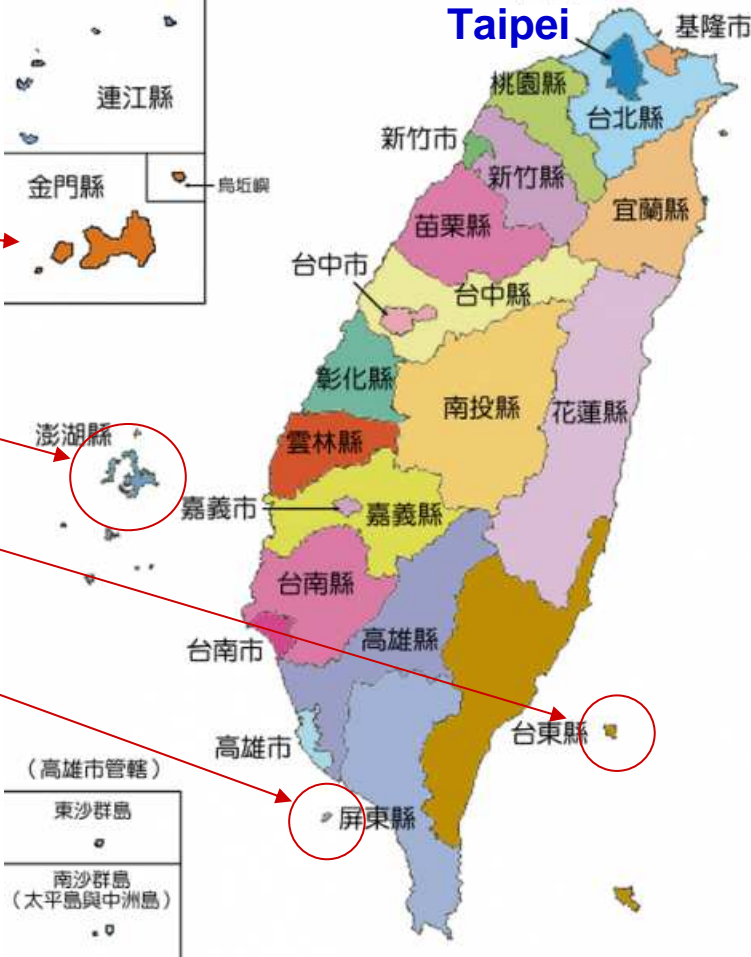 Taipei
基隆市
連江縣
桃園縣
台北縣
新竹市
金門縣
烏坵嶼
新竹縣
宜蘭縣
苗栗縣
台中市
台中縣
彰化縣
南投縣
花蓮縣
澎湖縣
雲林縣
嘉義市
嘉義縣
台南縣
台南市
高雄縣
台東縣
高雄市
(高雄市管轄)
東沙群島
屏東縣
南沙群島
(太平島與中洲島)